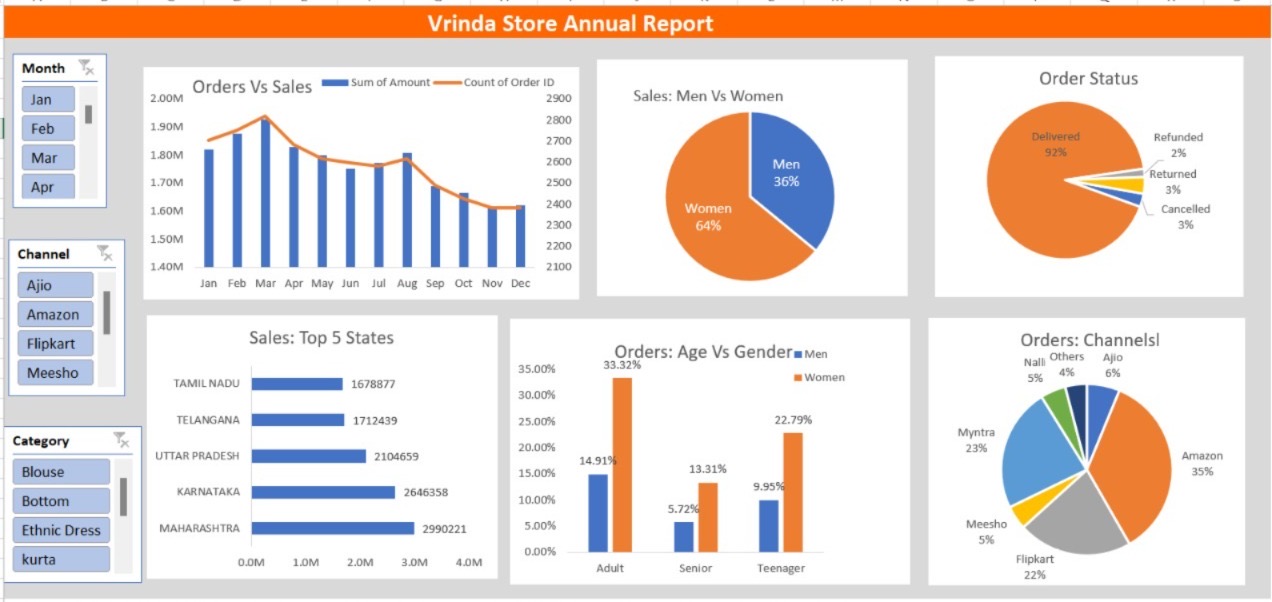 Vrinda Store Annual Report
Month
Jan
Feb
Mar
Apr
Channel
Ajio
Amazon
Flipkart
Meesho
Category
Blouse
Bottom
Ethnic Dress
kurta
Orders Vs Sales
Sum of Amount
Count of Order ID
2.00M
1.90M
1.80M
1.70M
1.60M
1.50M
1.40M
2900
2800
2700
2600
2500
2400
2300
2200
2100
Jan Feb Mar Apr May Jun Jul Aug Sep Oct Nov Dec
Sales: Men Vs Women
Men
36%
Women
64%
Order Status
Delivered
92%
Refunded
2%
Returned
3%
Cancelled
3%
Sales: Top 5 States
TAMIL NADU 1678877
TELANGANA 1712439
UTTAR PRADESH 2104659
KARNATAKA 2646358
MAHARASHTRA 2990221
0.0M 1.0M 2.0M 3.0M 4.0M
Orders: Age Vs Gender
Men
Women
35.00%
30.00%
25.00%
20.00%
15.00%
10.00%
5.00%
0.00%
14.91%
33.32%
5.72%
13.31%
9.95%
22.79%
Adult Senior Teenager
Orders: Channelsl
Nalli
5%
Others
4%
Ajio
6%
Myntra
23%
Amazon
35%
Meesho
5%
Flipkart
22%